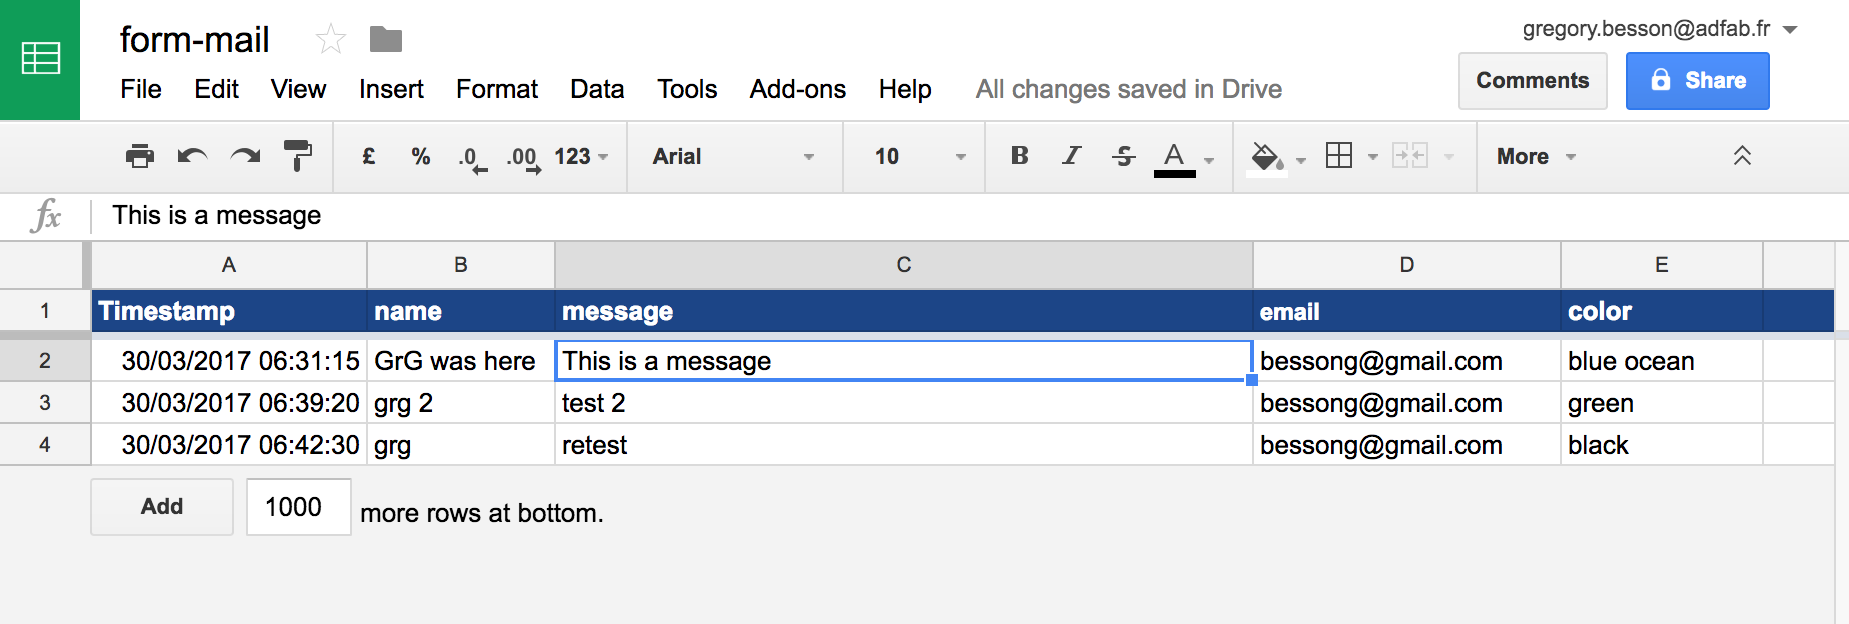 form-mail
gregory.besson@adfab.fr
File Edit View Insert Format Data Tools Add-ons Help All changes saved in Drive
Comments Share
£ % .0 .00 123 Arial 10 B I S A More
fx This is a message
A B C D E
1 Timestamp name message email color
2 30/03/2017 06:31:15 GrG was here This is a message bessong@gmail.com blue ocean
3 30/03/2017 06:39:20 grg 2 test 2 bessong@gmail.com green
4 30/03/2017 06:42:30 grg retest bessong@gmail.com black
Add 1000 more rows at bottom.